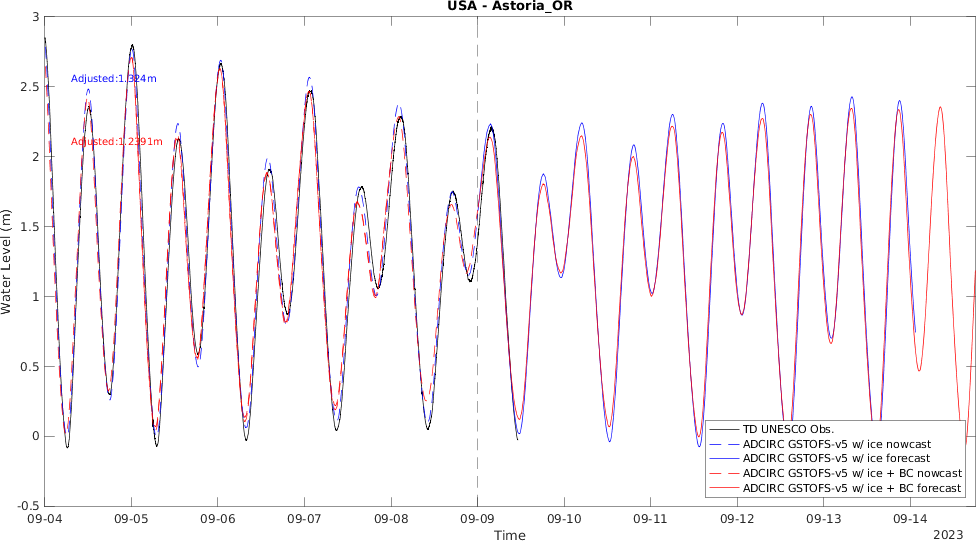 USA - Astoria_OR
3
2.5
2
1.5
1
0.5
0
-0.5
Water Level (m)
Adjusted:1.324m
Adjusted:1.2391m
TD UNESCO Obs.
ADCIRC GSTOFS-v5 w/ ice nowcast
ADCIRC GSTOFS-v5 w/ ice forecast
ADCIRC GSTOFS-v5 w/ ice + BC nowcast
ADCIRC GSTOFS-v5 w/ ice + BC forecast
09-04 09-05 09-06 09-07 09-08 09-09 09-10 09-11 09-12 09-13 09-14
Time
2023